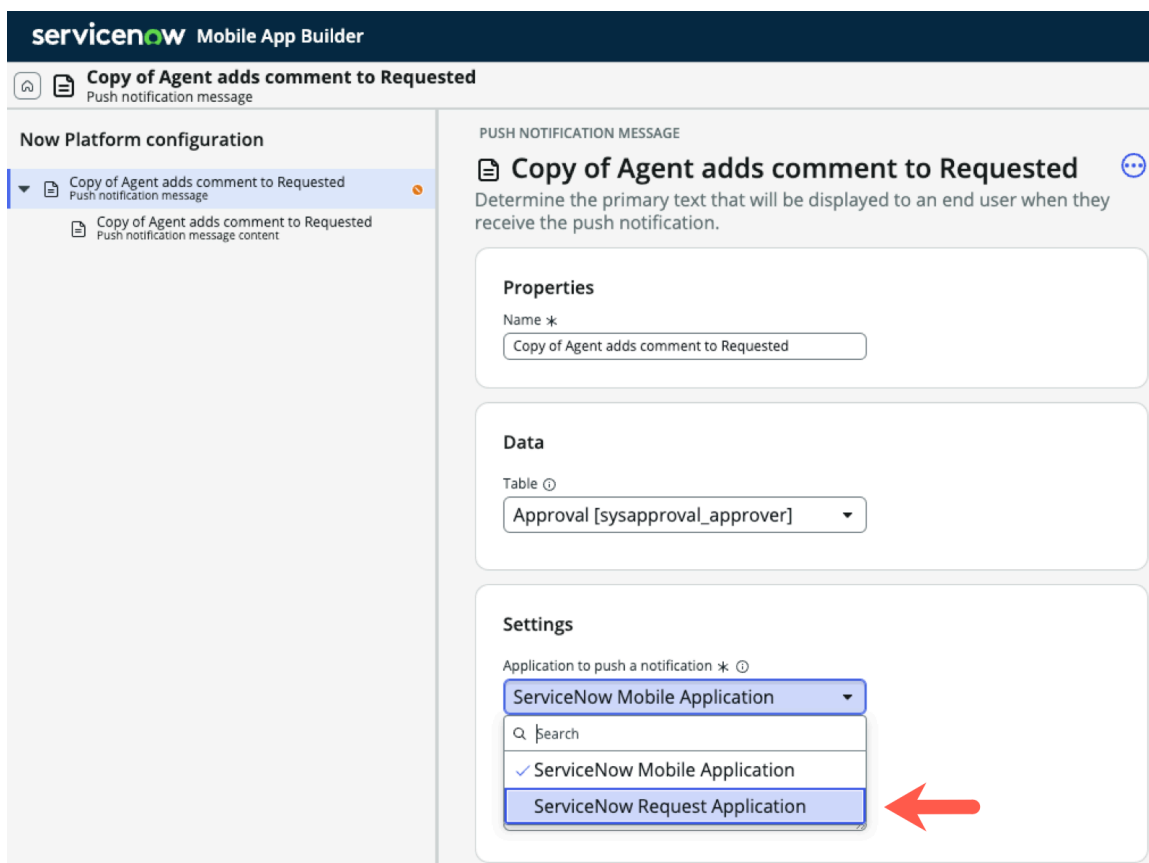 servicenow Mobile App Builder
Copy of Agent adds comment to Requested
Push notification message
Now Platform configuration
Copy of Agent adds comment to Requested
Push notification message
Copy of Agent adds comment to Requested
Push notification message content
PUSH NOTIFICATION MESSAGE
Copy of Agent adds comment to Requested
Determine the primary text that will be displayed to an end user when they
receive the push notification.
Properties
Name *
Copy of Agent adds comment to Requested
Data
Table
Approval [sysapproval_approver]
Settings
Application to push a notification *
ServiceNow Mobile Application
Search
ServiceNow Mobile Application
ServiceNow Request Application